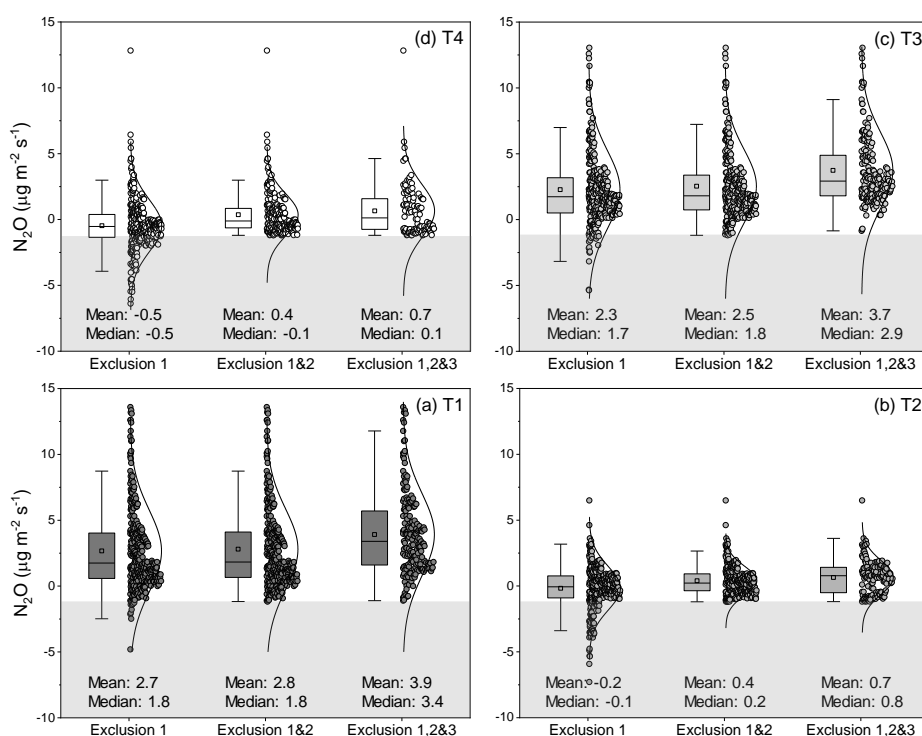 (d) T4
15
10
5
0
-5
-10
N₂O (µg m⁻² s⁻¹)
Mean: -0.5
Median: -0.5
Mean: 0.4
Median: -0.1
Mean: 0.7
Median: 0.1
Exclusion 1
Exclusion 1&2
Exclusion 1,2&3
(c) T3
15
10
5
0
-5
-10
Mean: 2.3
Median: 1.7
Mean: 2.5
Median: 1.8
Mean: 3.7
Median: 2.9
Exclusion 1
Exclusion 1&2
Exclusion 1,2&3
(a) T1
15
10
5
0
-5
-10
N₂O (µg m⁻² s⁻¹)
Mean: 2.7
Median: 1.8
Mean: 2.8
Median: 1.8
Mean: 3.9
Median: 3.4
Exclusion 1
Exclusion 1&2
Exclusion 1,2&3
(b) T2
15
10
5
0
-5
-10
Mean: -0.2
Median: -0.1
Mean: 0.4
Median: 0.2
Mean: 0.7
Median: 0.8
Exclusion 1
Exclusion 1&2
Exclusion 1,2&3